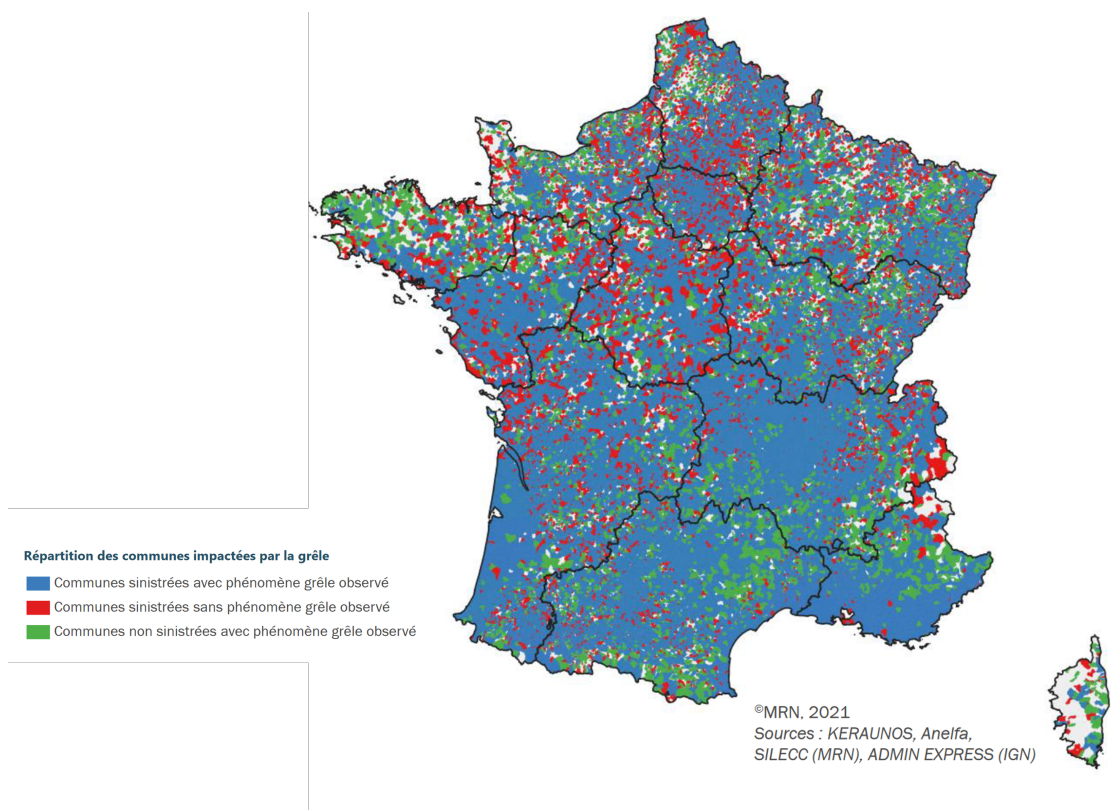 Répartition des communes impactées par la grêle
Communes sinistrées avec phénomène grêle observé
Communes sinistrées sans phénomène grêle observé
Communes non sinistrées avec phénomène grêle observé
©MRN, 2021
Sources : KERAUNOS, Anelfa,
SILECC (MRN), ADMIN EXPRESS (IGN)